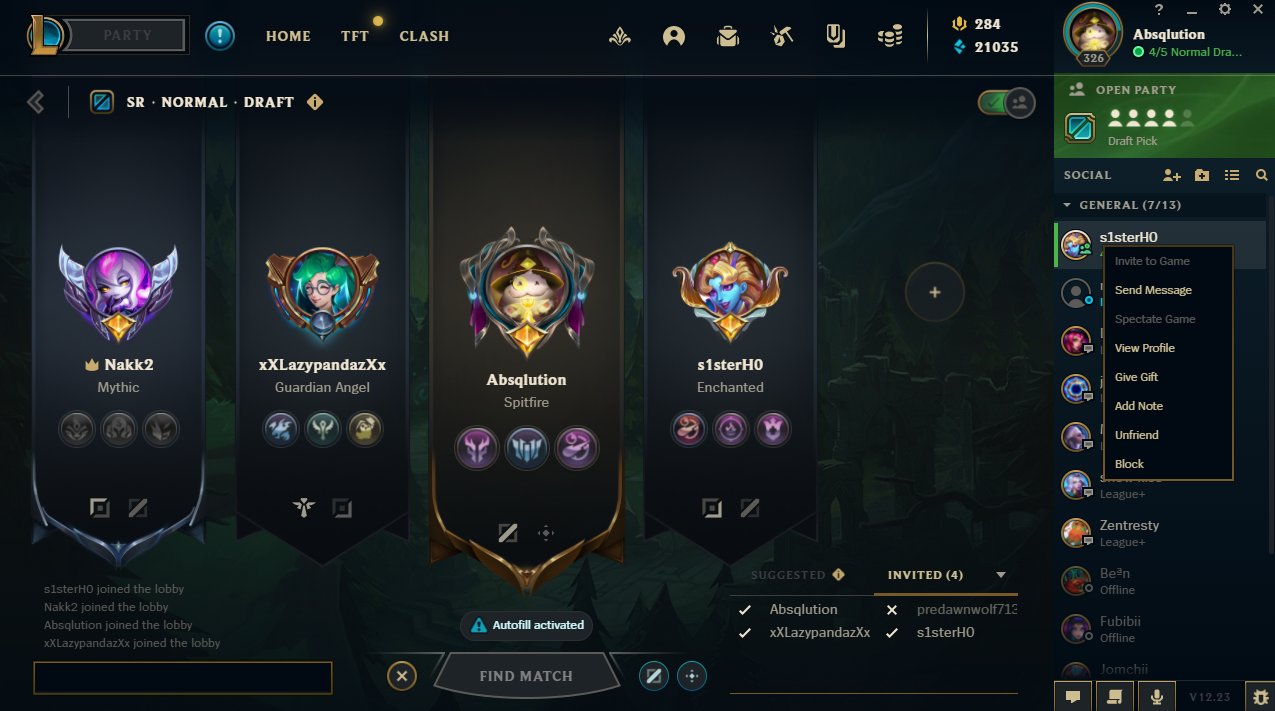 PARTY
HOME
TFT
CLASH
284
21035
326
Absqlution
4/5 Normal Dra...
SR · NORMAL · DRAFT
OPEN PARTY
Draft Pick
SOCIAL
GENERAL (7/13)
s1sterH0
Invite to Game
Send Message
Spectate Game
View Profile
Give Gift
Add Note
Unfriend
Block
League+
Zentresty
League+
Beªn
Offline
Fubibii
Offline
Jomchii
Nakk2
Mythic
xXLazypandazXx
Guardian Angel
Absqlution
Spitfire
s1sterH0
Enchanted
s1sterH0 joined the lobby
Nakk2 joined the lobby
Absqlution joined the lobby
xXLazypandazXx joined the lobby
Autofill activated
FIND MATCH
SUGGESTED
INVITED (4)
Absqlution
predawnwolf713
xXLazypandazXx
s1sterH0
V12.23